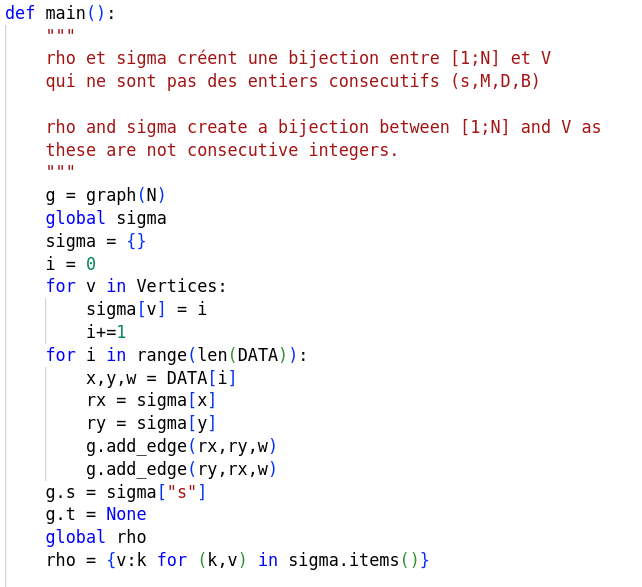 def main():
    """
    rho et sigma créent une bijection entre [1;N] et V
    qui ne sont pas des entiers consecutifs (s,M,D,B)

    rho and sigma create a bijection between [1;N] and V as
    these are not consecutive integers.
    """
    g = graph(N)
    global sigma
    sigma = {}
    i = 0
    for v in Vertices:
        sigma[v] = i
        i+=1
    for i in range(len(DATA)):
        x,y,w = DATA[i]
        rx = sigma[x]
        ry = sigma[y]
        g.add_edge(rx,ry,w)
        g.add_edge(ry,rx,w)
    g.s = sigma["s"]
    g.t = None
    global rho
    rho = {v:k for (k,v) in sigma.items()}